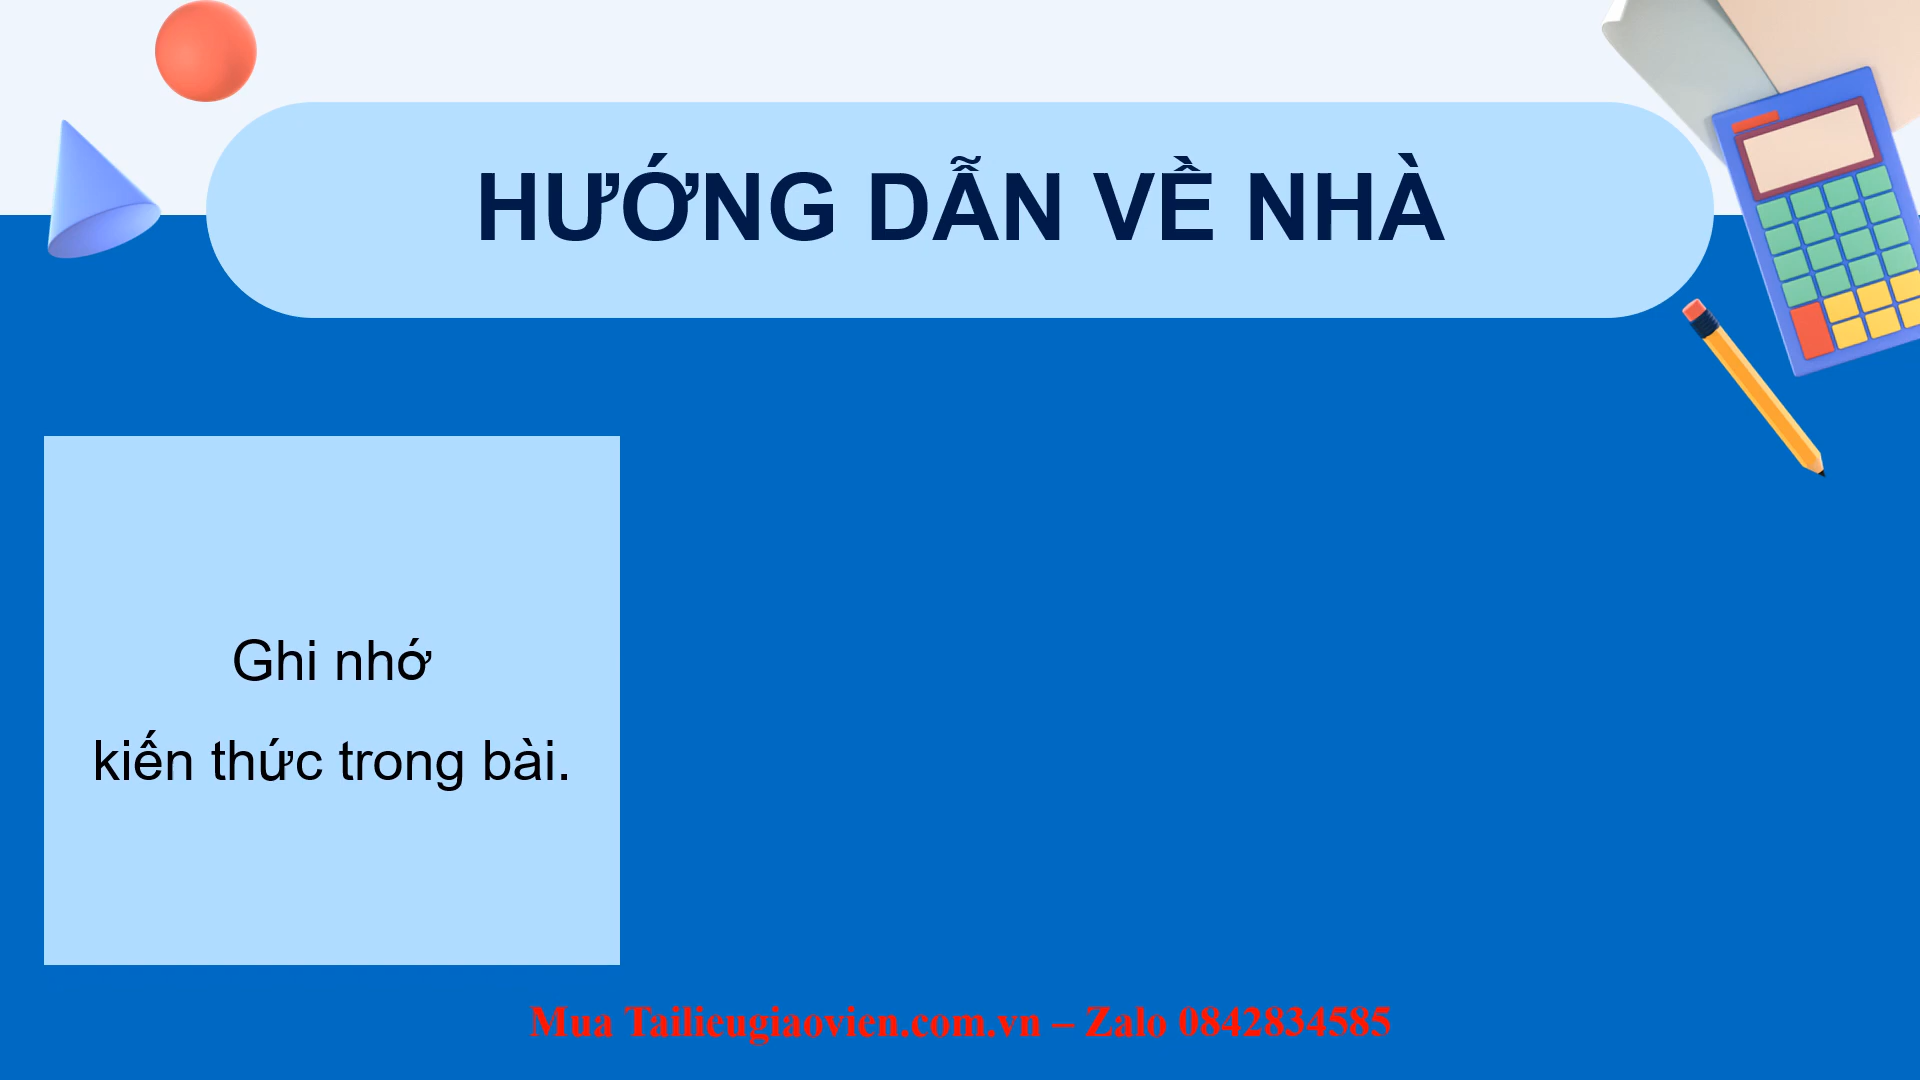 HƯỚNG DẪN VỀ NHÀ
Ghi nhớ
kiến thức trong bài.
Mua Tailieugiaovien.com.vn – Zalo 0842834585